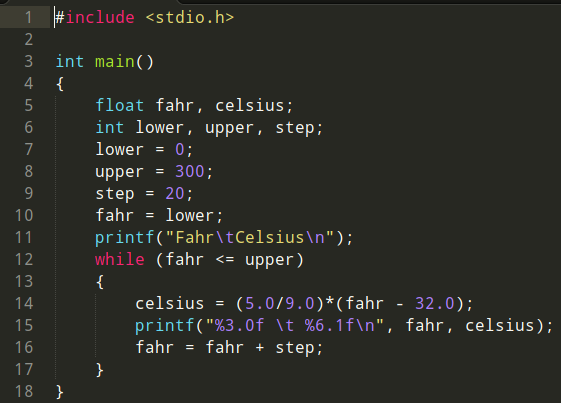 1 #include <stdio.h>
2
3 int main()
4 {
5     float fahr, celsius;
6     int lower, upper, step;
7     lower = 0;
8     upper = 300;
9     step = 20;
10     fahr = lower;
11     printf("Fahr\tCelsius\n");
12     while (fahr <= upper)
13     {
14         celsius = (5.0/9.0)*(fahr - 32.0);
15         printf("%3.0f \t %6.1f\n", fahr, celsius);
16         fahr = fahr + step;
17     }
18 }